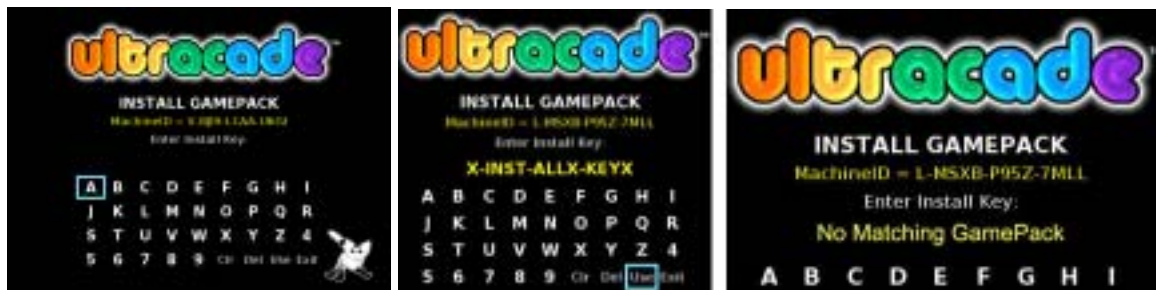 ultracade
INSTALL GAMEPACK
Enter Install Key:
A B C D E F G H I
J K L M N O P Q R
S T U V W X Y Z 4
5 6 7 8 9 Clr Del Use Exit
ultracade
INSTALL GAMEPACK
MachineID = L-MSXB-P95Z-7MLL
Enter Install Key:
X-INST-ALLX-KEYX
A B C D E F G H I
J K L M N O P Q R
S T U V W X Y Z 4
5 6 7 8 9 Clr Del Use Exit
ultracade
INSTALL GAMEPACK
MachineID = L-MSXB-P95Z-7MLL
Enter Install Key:
No Matching GamePack
A B C D E F G H I